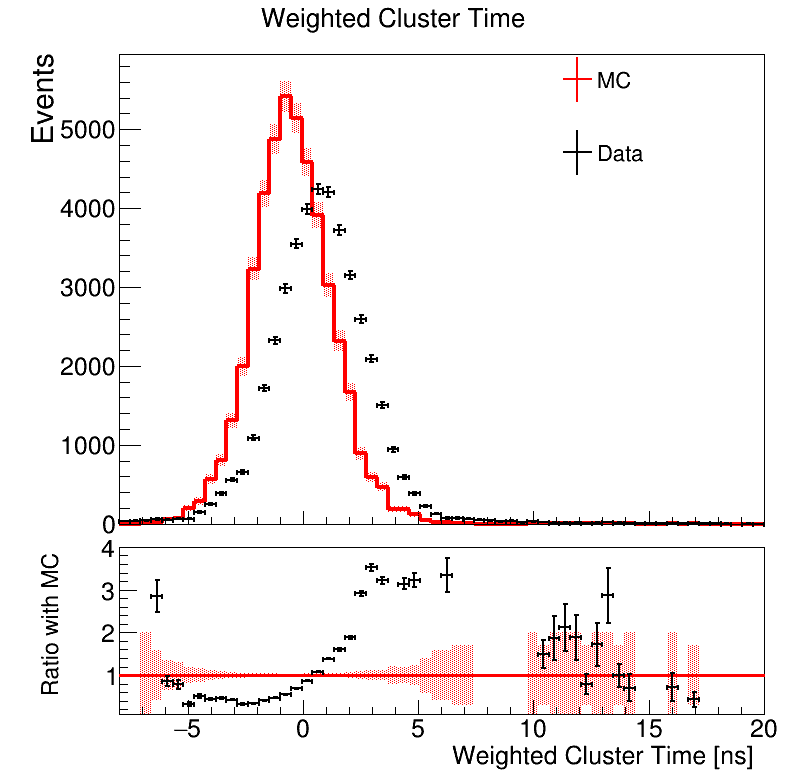 Weighted Cluster Time
Events
5000
4000
3000
2000
1000
0
MC
Data
Ratio with MC
4
3
2
1
−5 0 5 10 15 20
Weighted Cluster Time [ns]